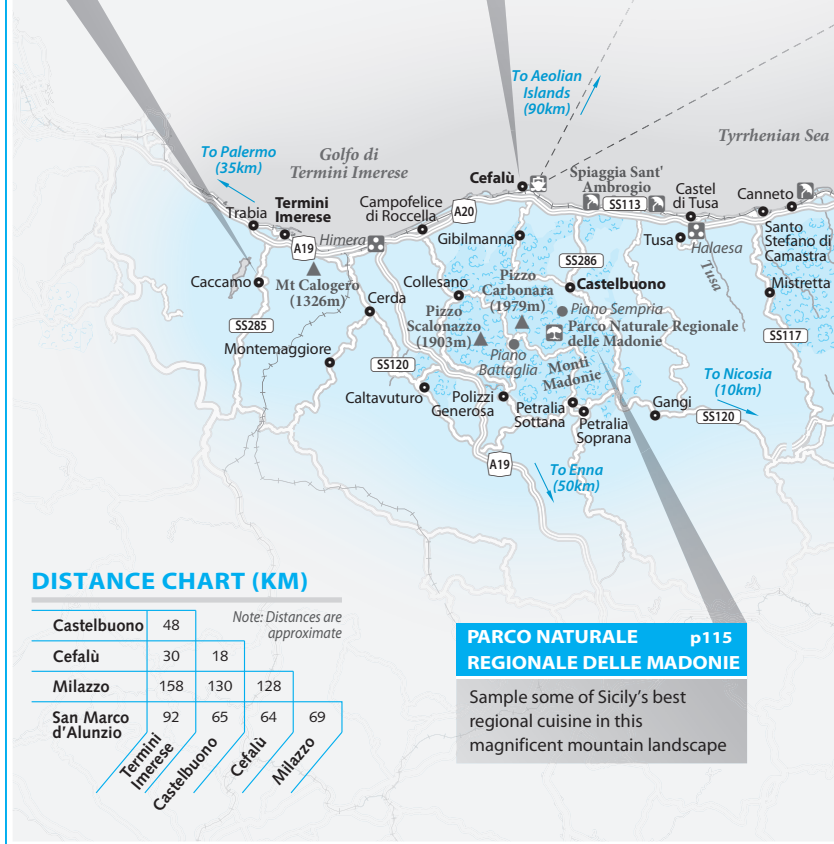 To Aeolian
Islands
(90km)
Tyrrhenian Sea
To Palermo
(35km)
Golfo di
Termini Imerese
Cefalù
Spiaggia Sant'
Ambrogio
Castel
di Tusa
Canneto
Trabia
Termini
Imerese
Campofelice
di Roccella
A20
SS113
A19
Himera
Gibilmanna
Tusa
Halaesa
Santo
Stefano di
Camastra
SS286
Tusa
Caccamo
Mt Calogero
(1326m)
Collesano
Pizzo
Carbonara
(1979m)
Castelbuono
Mistretta
Cerda
Pizzo
Scalonazzo
(1903m)
Piano Sempria
Parco Naturale Regionale
delle Madonie
SS285
SS117
Montemaggiore
Piano
Battaglia
SS120
Monti
Madonie
To Nicosia
(10km)
Caltavuturo
Polizzi
Generosa
Petralia
Sottana
Petralia
Soprana
Gangi
SS120
A19
To Enna
(50km)
DISTANCE CHART (KM)
Note: Distances are
approximate
Castelbuono 48
Cefalù 30 18
Milazzo 158 130 128
San Marco
d'Alunzio 92 65 64 69
Termini
Imerese
Castelbuono
Cefalù
Milazzo
PARCO NATURALE p115
REGIONALE DELLE MADONIE
Sample some of Sicily's best
regional cuisine in this
magnificent mountain landscape